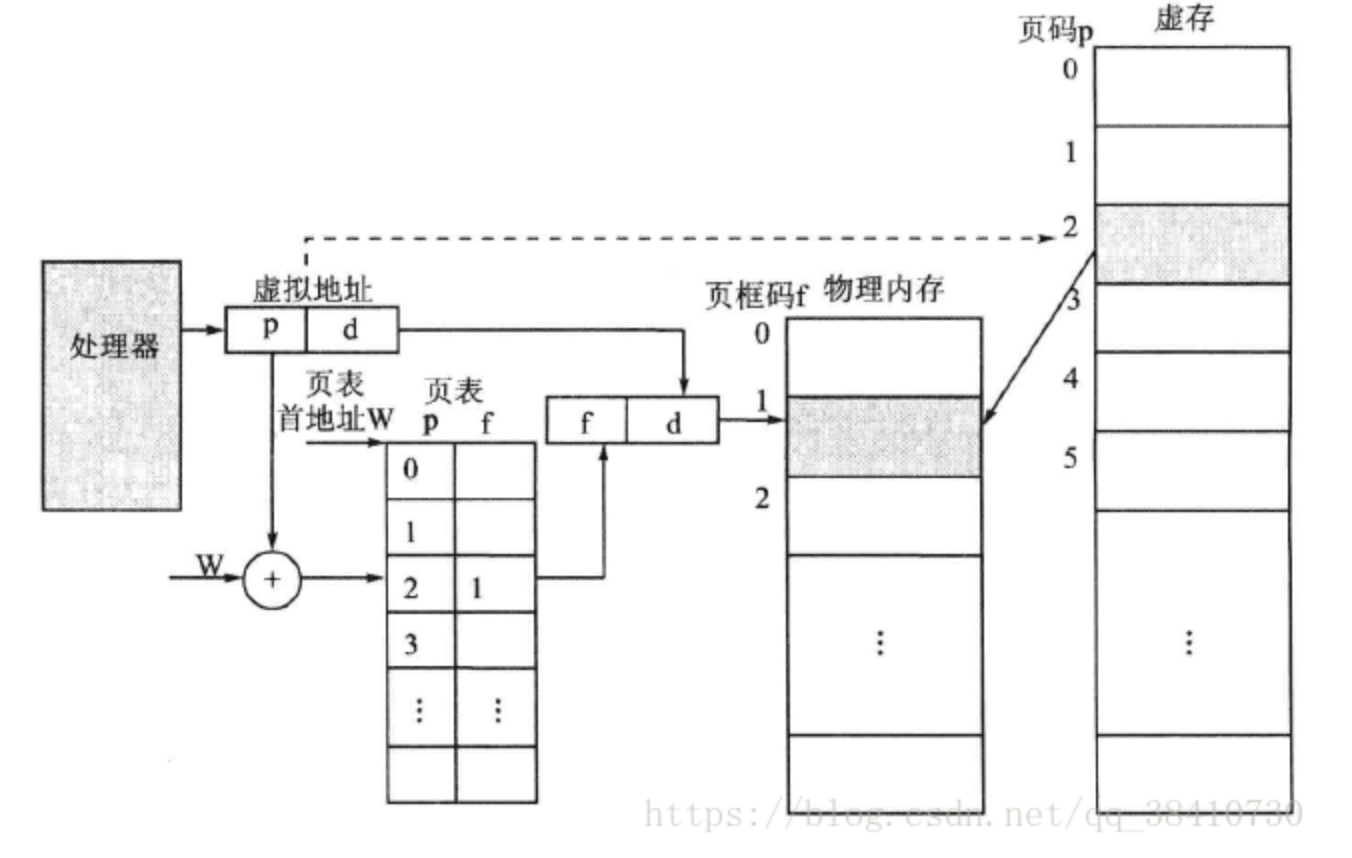 页码p 虚存
0
1
2
3
4
5
虚拟地址
p d
处理器
页框码f 物理内存
0
1
2
⋮ ⋮
页表
首地址W
页表
p f
f d
0
1
2 1
3
⋮ ⋮
W
+
https://blog.csdn.net/qq_38410730